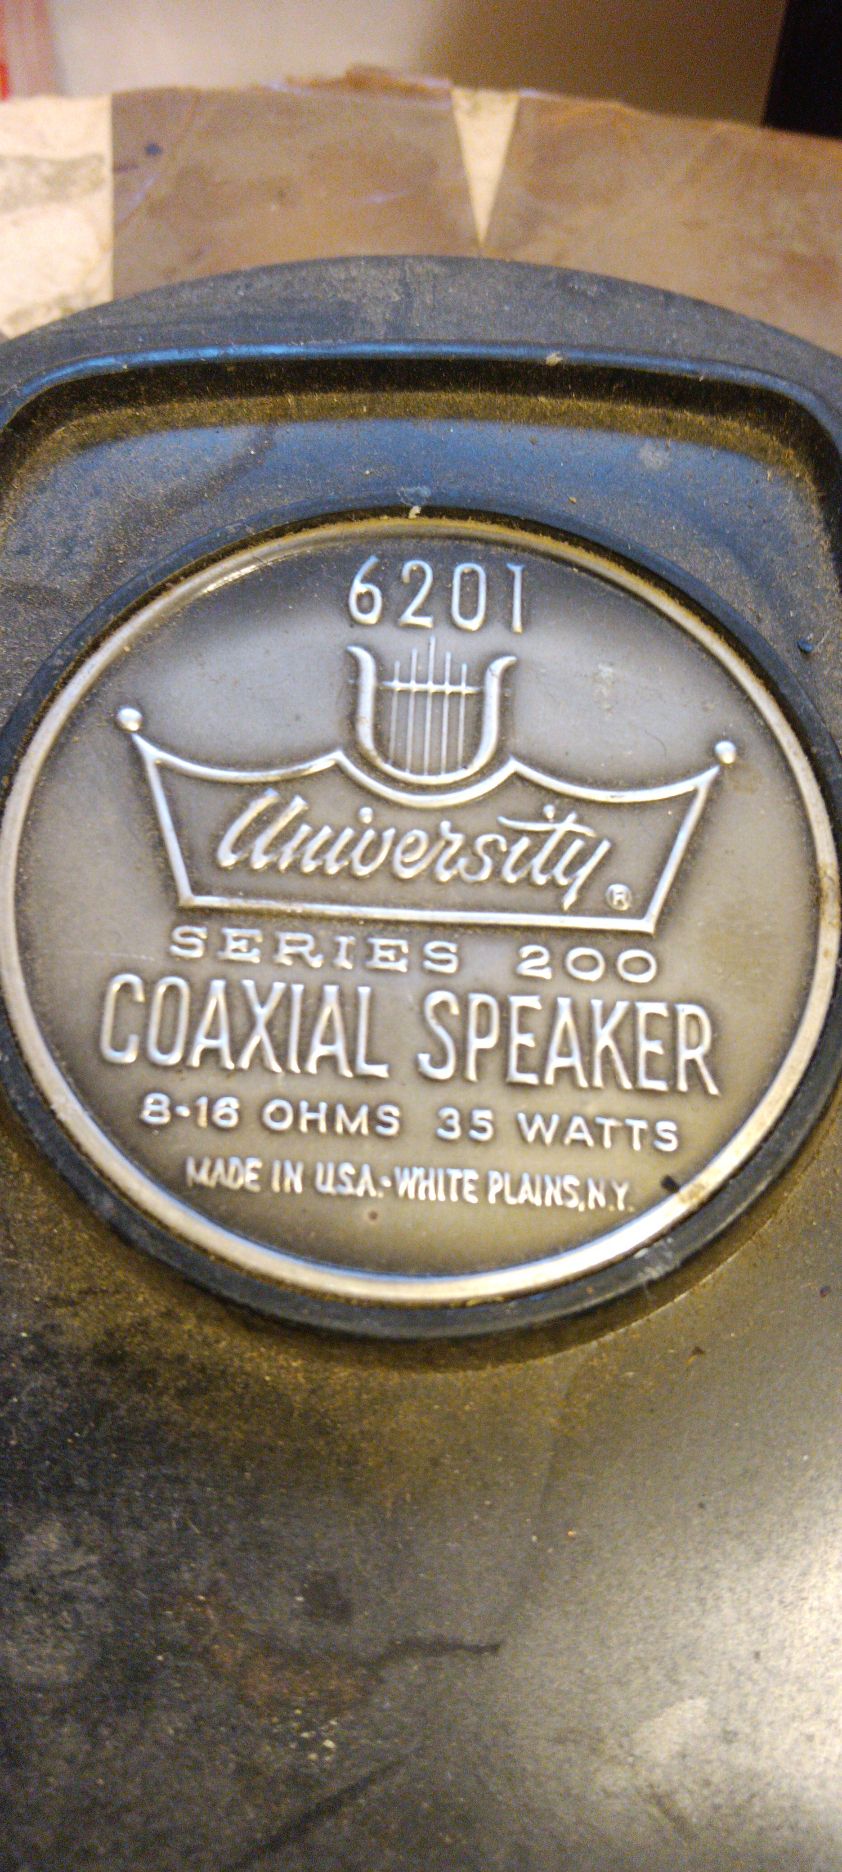 6201
University ®
SERIES 200
COAXIAL SPEAKER
8-16 OHMS 35 WATTS
MADE IN U.S.A.-WHITE PLAINS, N.Y.